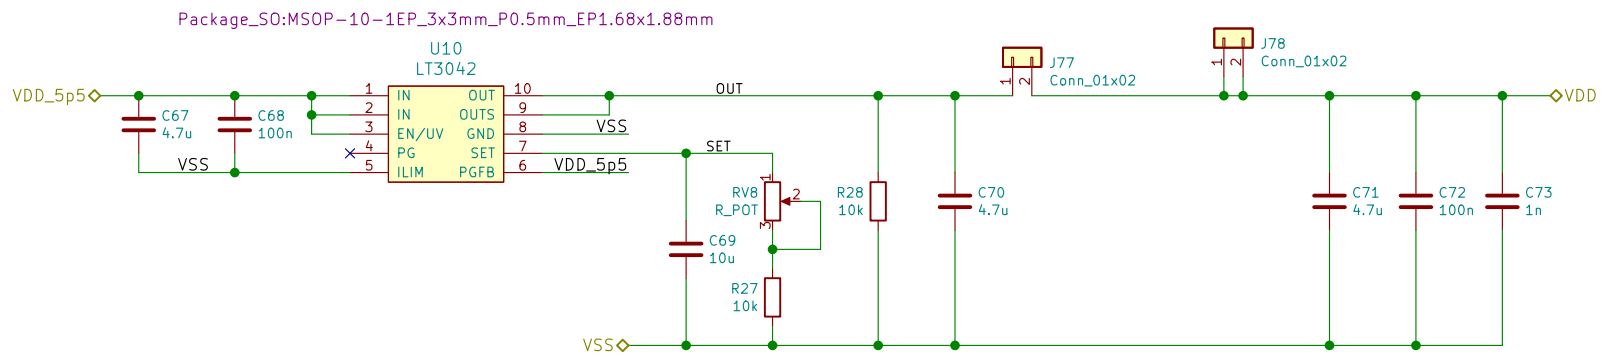 Package_SO:MSOP-10-1EP_3x3mm_P0.5mm_EP1.68x1.88mm
U10
LT3042
VDD_5p5
C67
4.7u
C68
100n
VSS
1 IN
2 IN
3 EN/UV
4 PG
5 ILIM
OUT 10
OUTS 9
GND 8
SET 7
PGFB 6
OUT
VSS
SET
VDD_5p5
C69
10u
RV8
R_POT
1
2
3
R27
10k
R28
10k
C70
4.7u
J77
Conn_01x02
1
2
J78
Conn_01x02
1
2
VDD
C71
4.7u
C72
100n
C73
1n
VSS